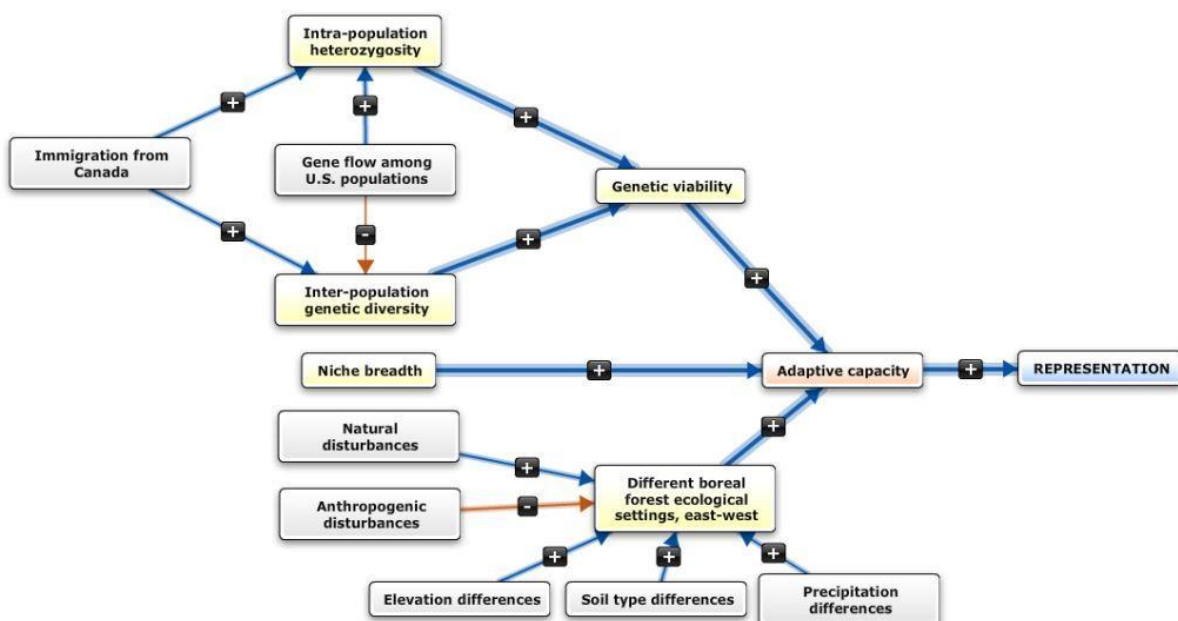 Intra-population
heterozygosity
+
+
+
Immigration from
Canada
Gene flow among
U.S. populations
Genetic viability
+
-
+
Inter-population
genetic diversity
+
Niche breadth
+
Adaptive capacity
+
REPRESENTATION
Natural
disturbances
+
+
Different boreal
forest ecological
settings, east-west
Anthropogenic
disturbances
-
+
+
+
Elevation differences
Soil type differences
Precipitation
differences